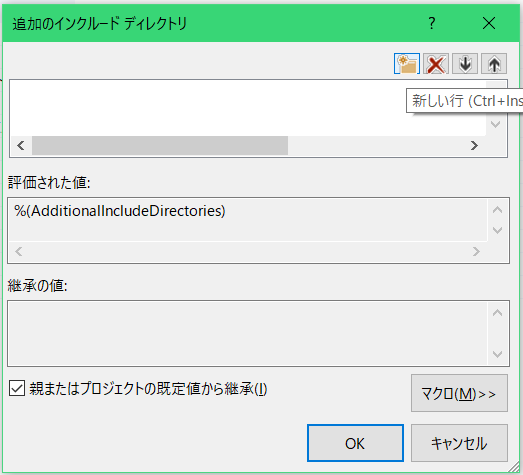 追加のインクルード ディレクトリ
新しい行 (Ctrl+Ins
評価された値:
%(AdditionalIncludeDirectories)
継承の値:
親またはプロジェクトの既定値から継承(I)
マクロ(M)>>
OK
キャンセル